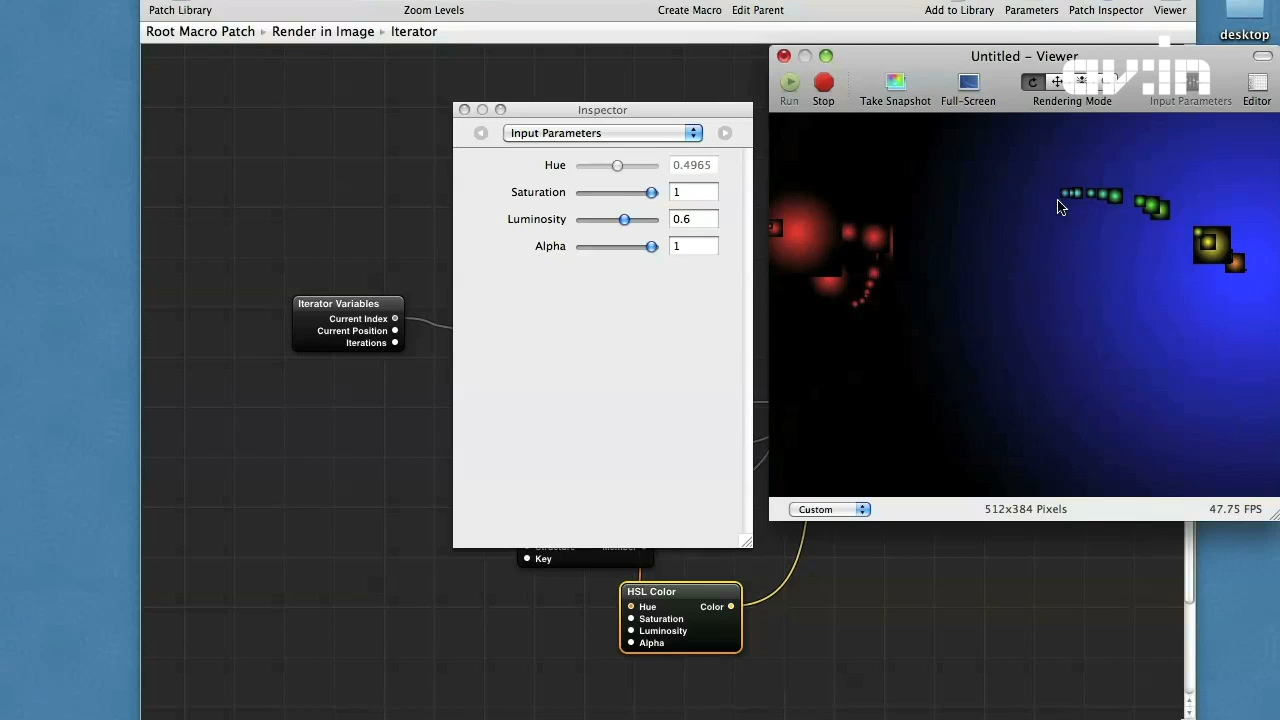 Patch Library
Zoom Levels
Create Macro
Edit Parent
Add to Library
Parameters
Patch Inspector
Viewer
Root Macro Patch ▸ Render in Image ▸ Iterator
desktop
Untitled – Viewer
av:in
Run
Stop
Take Snapshot
Full-Screen
Rendering Mode
Input Parameters
Editor
Inspector
Input Parameters
Hue 0.4965
Saturation 1
Luminosity 0.6
Alpha 1
Iterator Variables
Current Index
Current Position
Iterations
Custom
512x384 Pixels
47.75 FPS
Key
HSL Color
Hue Color
Saturation
Luminosity
Alpha